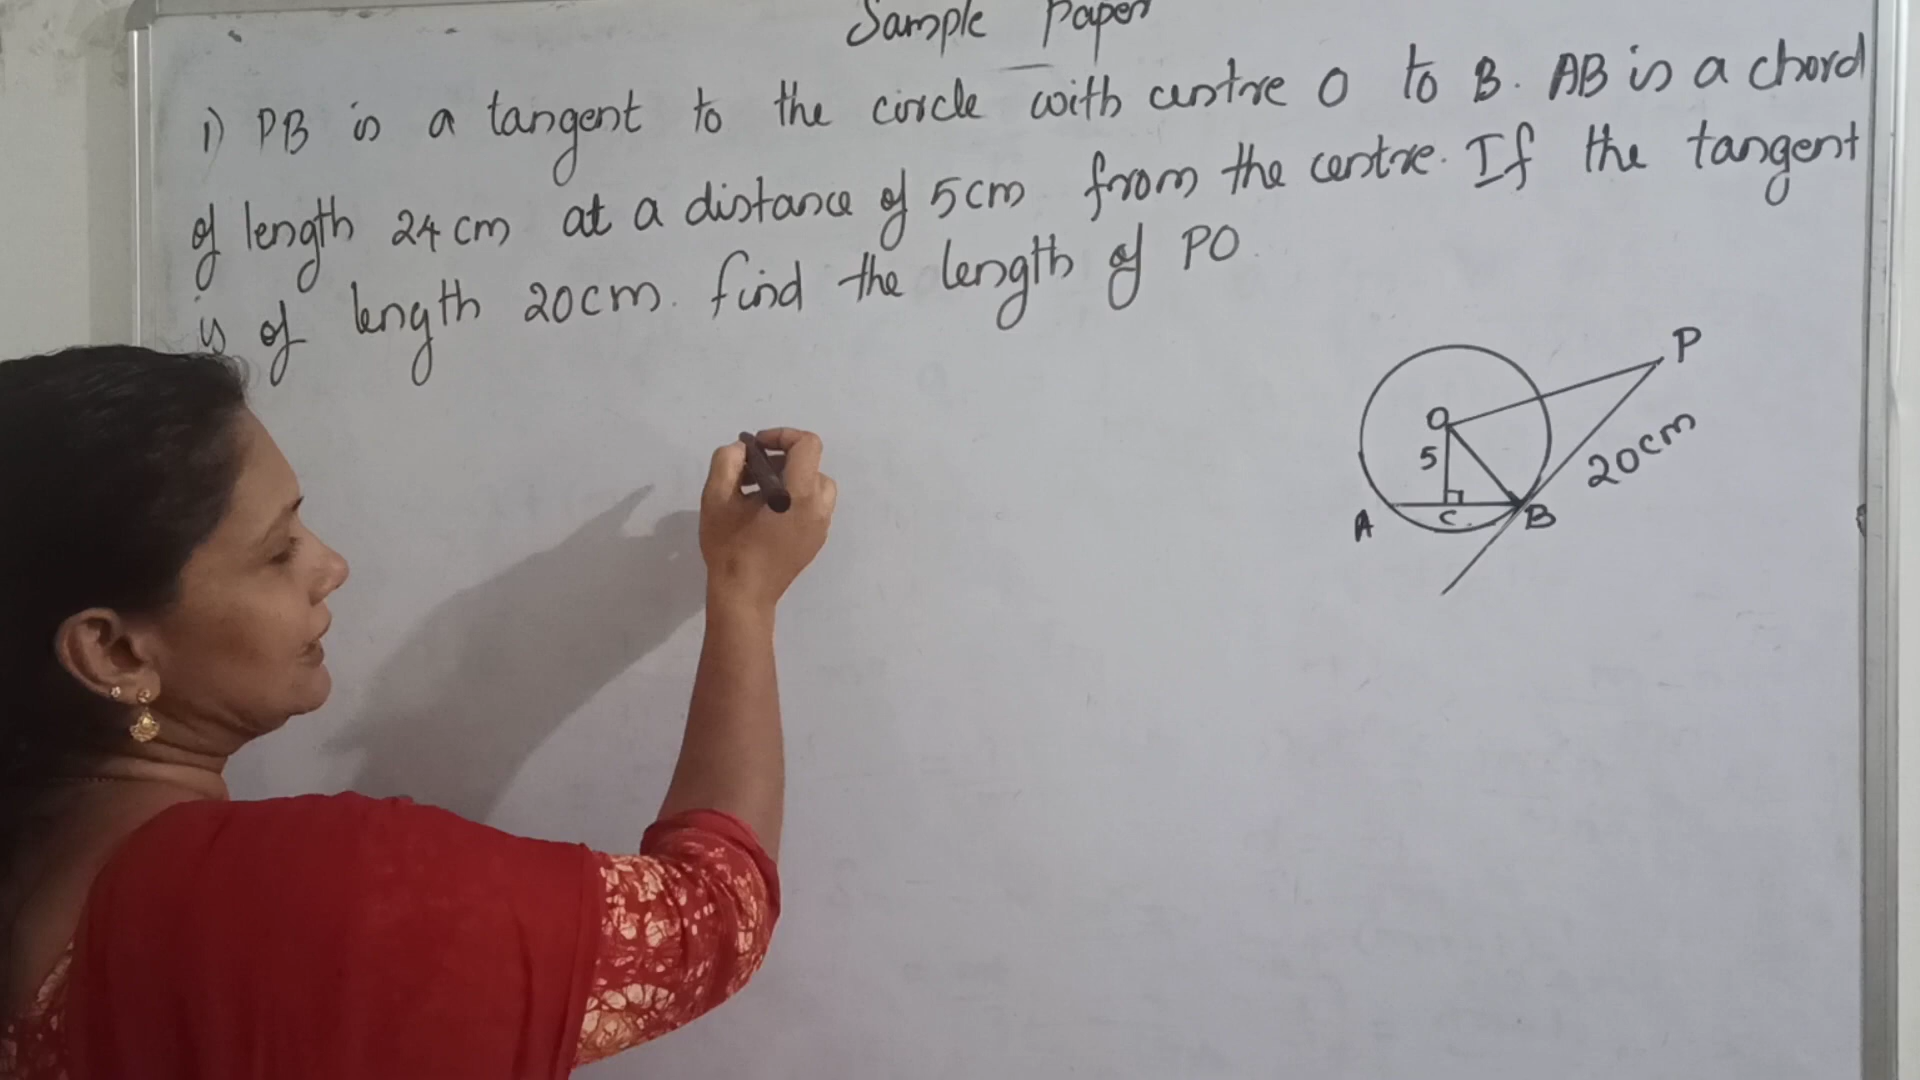 Sample Paper
1) PB is a tangent to the circle with centre O to B. AB is a chord
of length 24 cm at a distance of 5cm from the centre. If the tangent
is of length 20cm. find the length of PO.
P
O
5
20cm
A C B